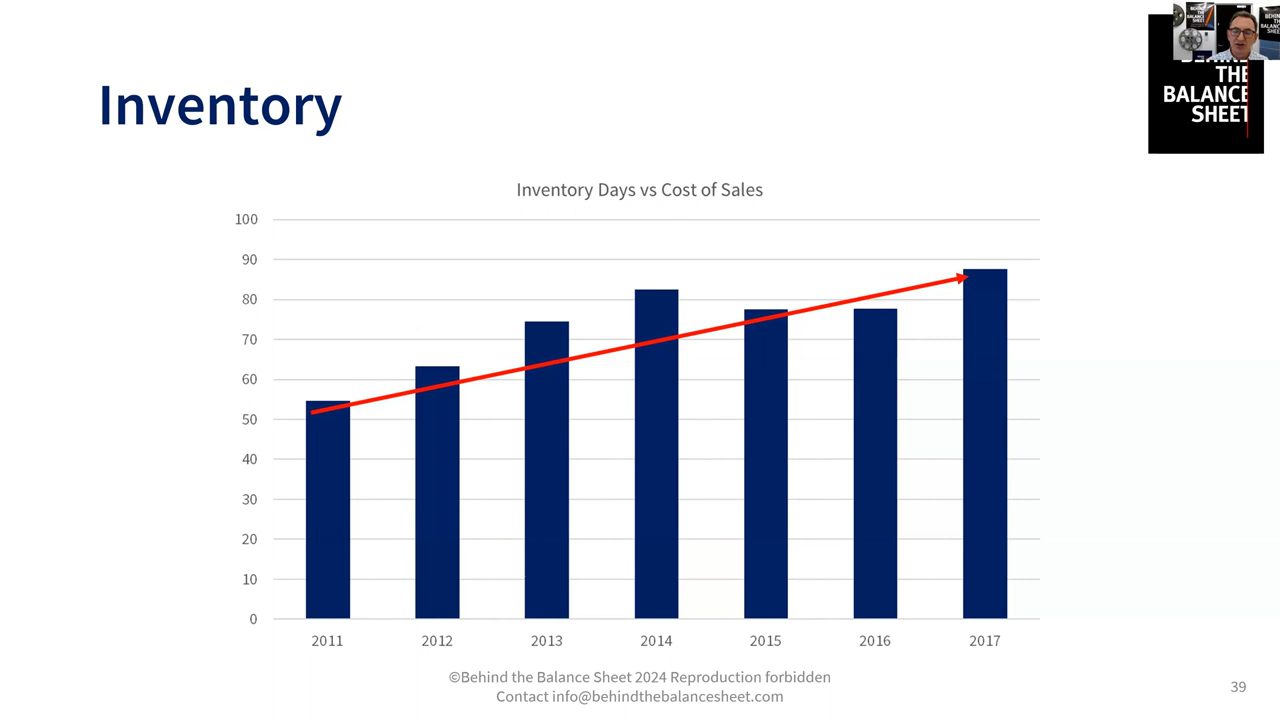 Inventory
THE
BALANCE
SHEET
Inventory Days vs Cost of Sales
100
90
80
70
60
50
40
30
20
10
0
2011 2012 2013 2014 2015 2016 2017
©Behind the Balance Sheet 2024 Reproduction forbidden
Contact info@behindthebalancesheet.com
39